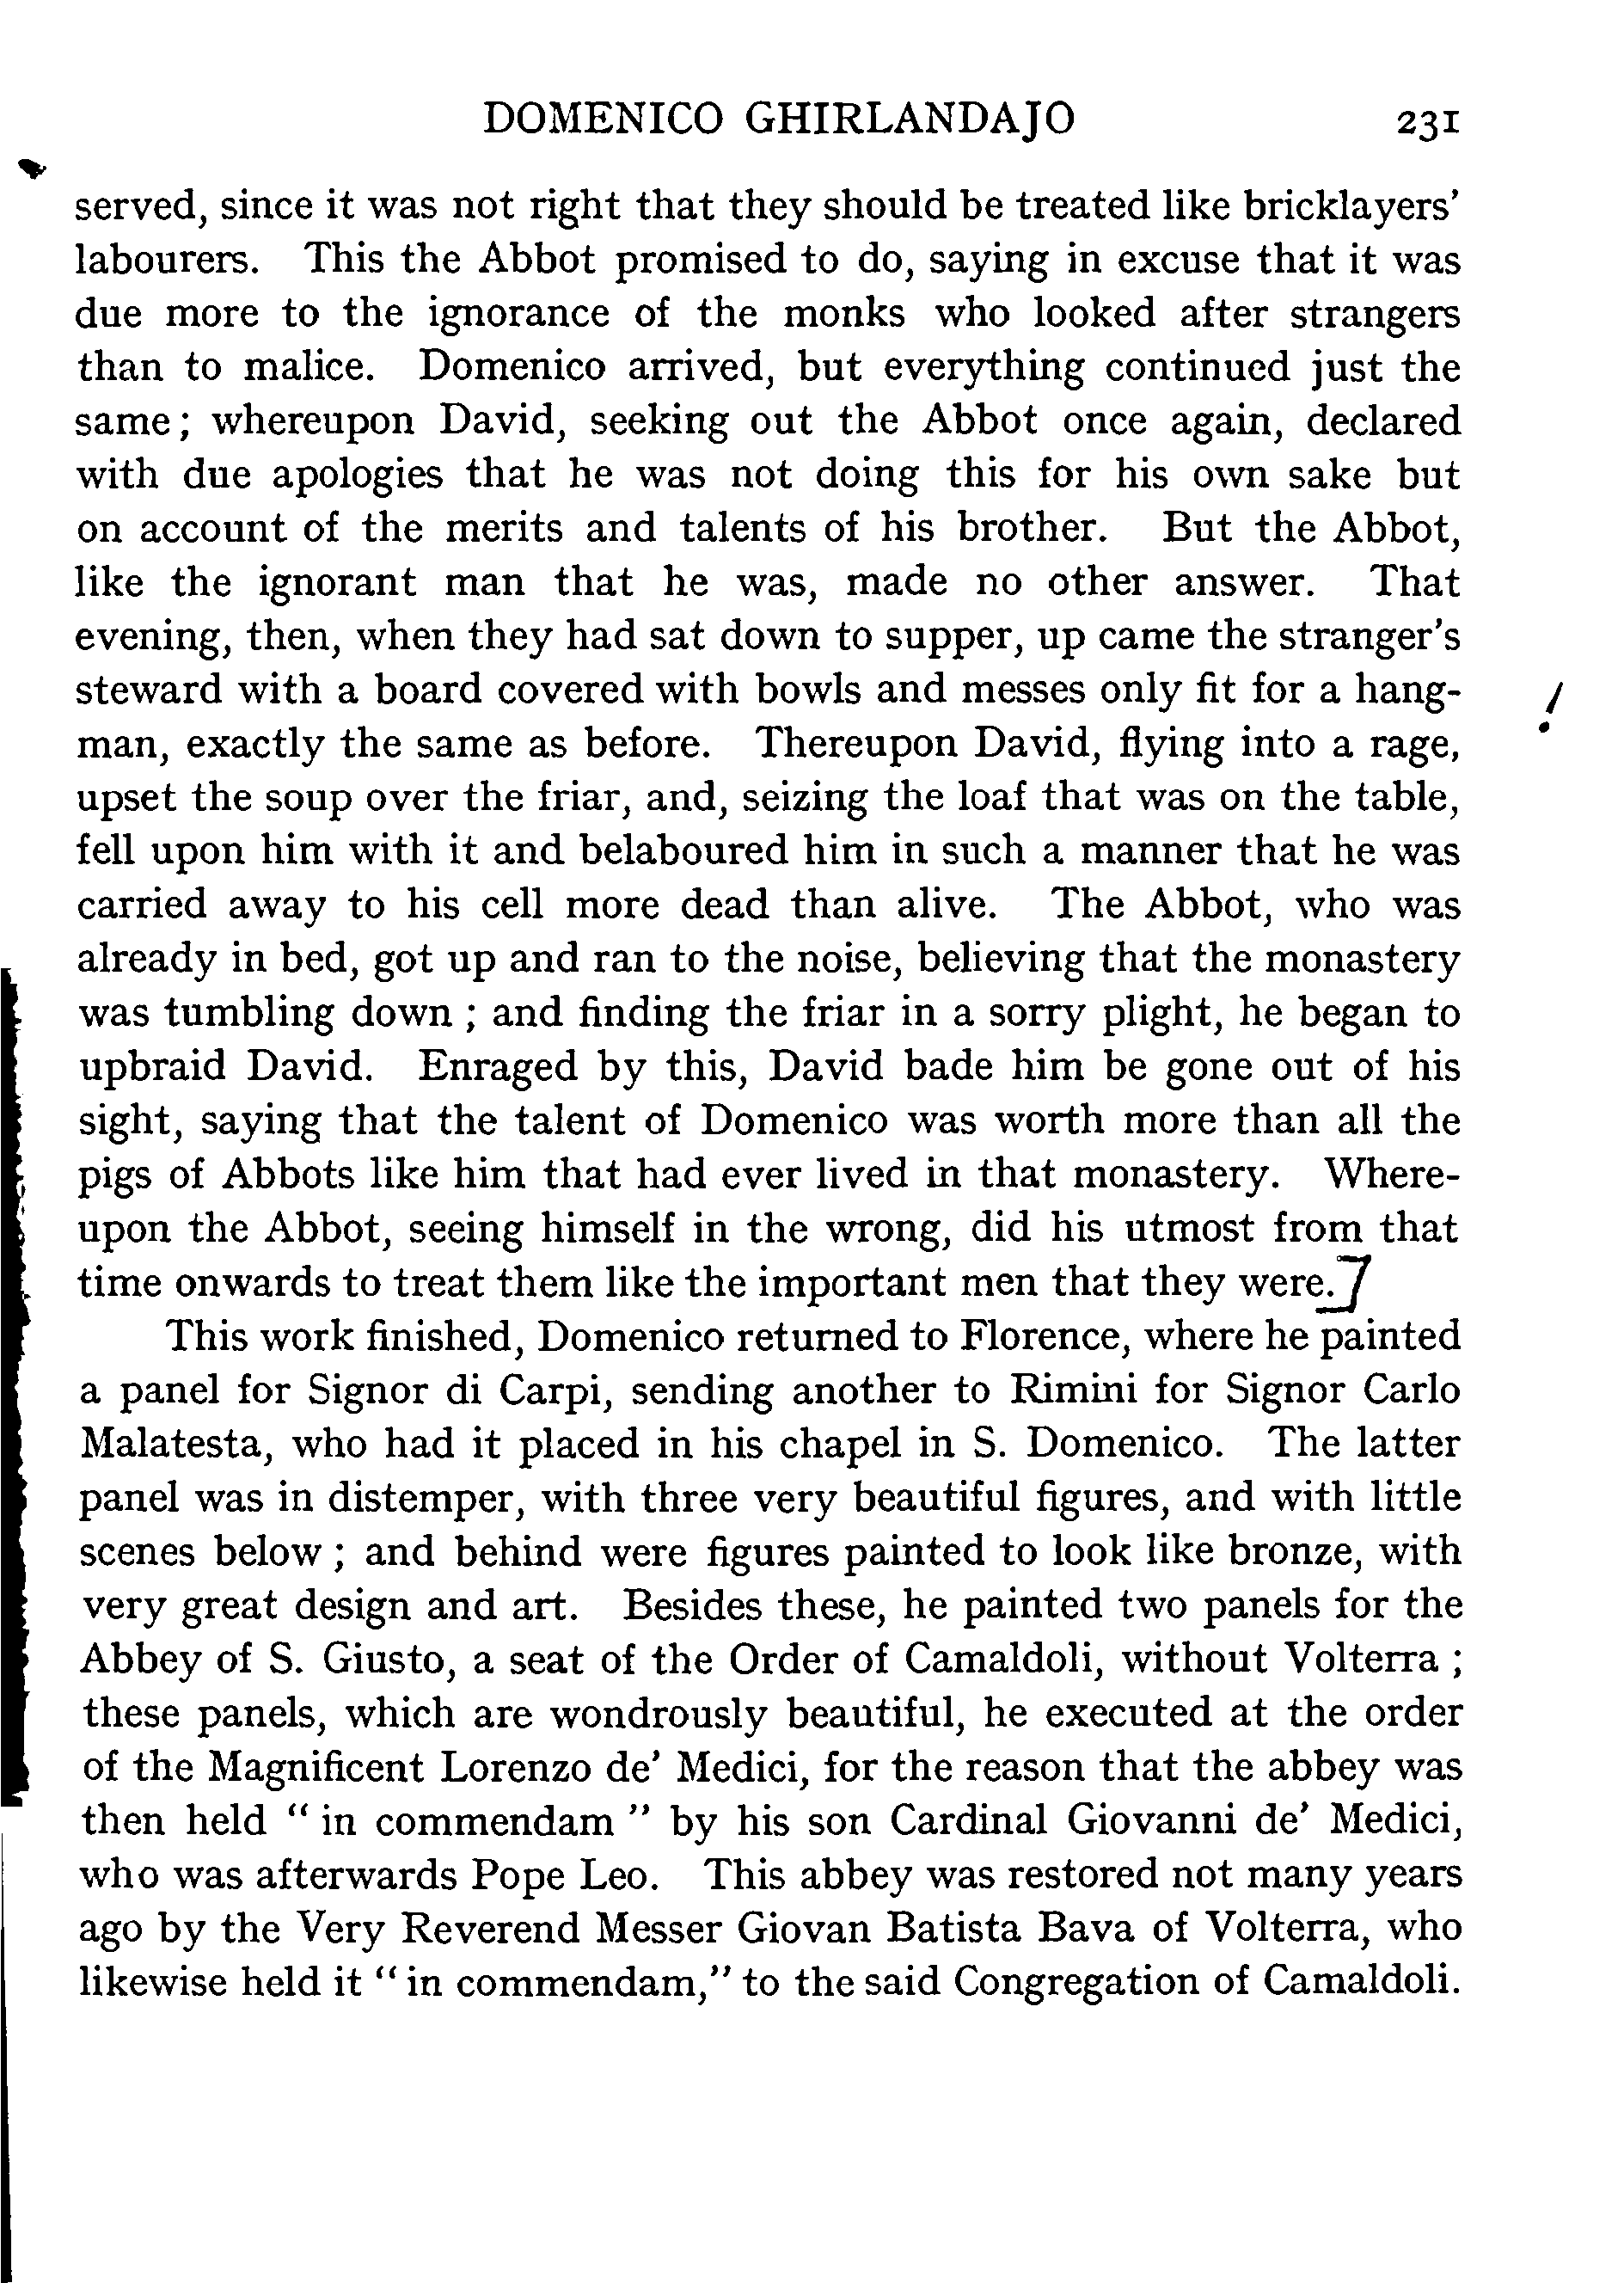 DOMENICO GHIRLANDAJO 231
served, since it was not right that they should be treated like bricklayers'
labourers. This the Abbot promised to do, saying in excuse that it was
due more to the ignorance of the monks who looked after strangers
than to malice. Domenico arrived, but everything continued just the
same; whereupon David, seeking out the Abbot once again, declared
with due apologies that he was not doing this for his own sake but
on account of the merits and talents of his brother. But the Abbot,
like the ignorant man that he was, made no other answer. That
evening, then, when they had sat down to supper, up came the stranger's
steward with a board covered with bowls and messes only fit for a hang- !
man, exactly the same as before. Thereupon David, flying into a rage,
upset the soup over the friar, and, seizing the loaf that was on the table,
fell upon him with it and belaboured him in such a manner that he was
carried away to his cell more dead than alive. The Abbot, who was
already in bed, got up and ran to the noise, believing that the monastery
was tumbling down ; and finding the friar in a sorry plight, he began to
upbraid David. Enraged by this, David bade him be gone out of his
sight, saying that the talent of Domenico was worth more than all the
pigs of Abbots like him that had ever lived in that monastery. Where-
upon the Abbot, seeing himself in the wrong, did his utmost from that
time onwards to treat them like the important men that they were.]
This work finished, Domenico returned to Florence, where he painted
a panel for Signor di Carpi, sending another to Rimini for Signor Carlo
Malatesta, who had it placed in his chapel in S. Domenico. The latter
panel was in distemper, with three very beautiful figures, and with little
scenes below ; and behind were figures painted to look like bronze, with
very great design and art. Besides these, he painted two panels for the
Abbey of S. Giusto, a seat of the Order of Camaldoli, without Volterra ;
these panels, which are wondrously beautiful, he executed at the order
of the Magnificent Lorenzo de' Medici, for the reason that the abbey was
then held “ in commendam ” by his son Cardinal Giovanni de' Medici,
who was afterwards Pope Leo. This abbey was restored not many years
ago by the Very Reverend Messer Giovan Batista Bava of Volterra, who
likewise held it “ in commendam,” to the said Congregation of Camaldoli.